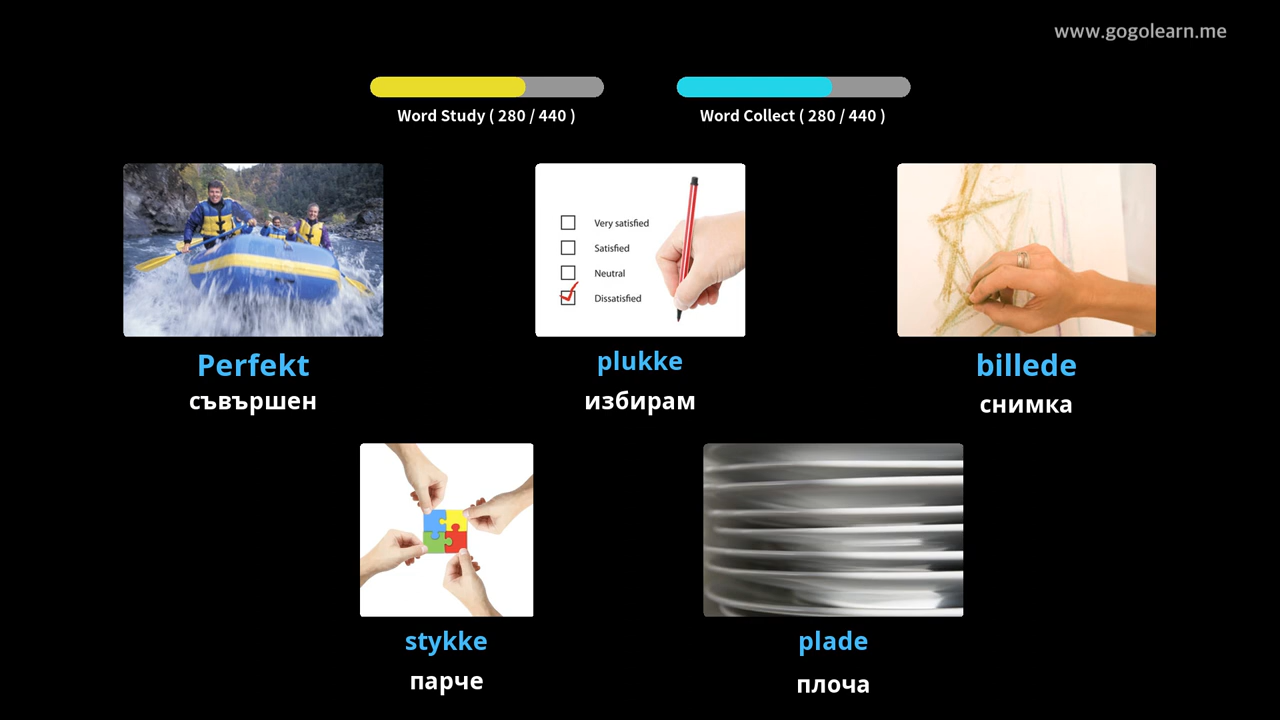 www.gogolearn.me
Word Study ( 280 / 440 )
Word Collect ( 280 / 440 )
Very satisfied
Satisfied
Neutral
Dissatisfied
Perfekt
plukke
billede
съвършен
избирам
снимка
stykke
plade
парче
плоча